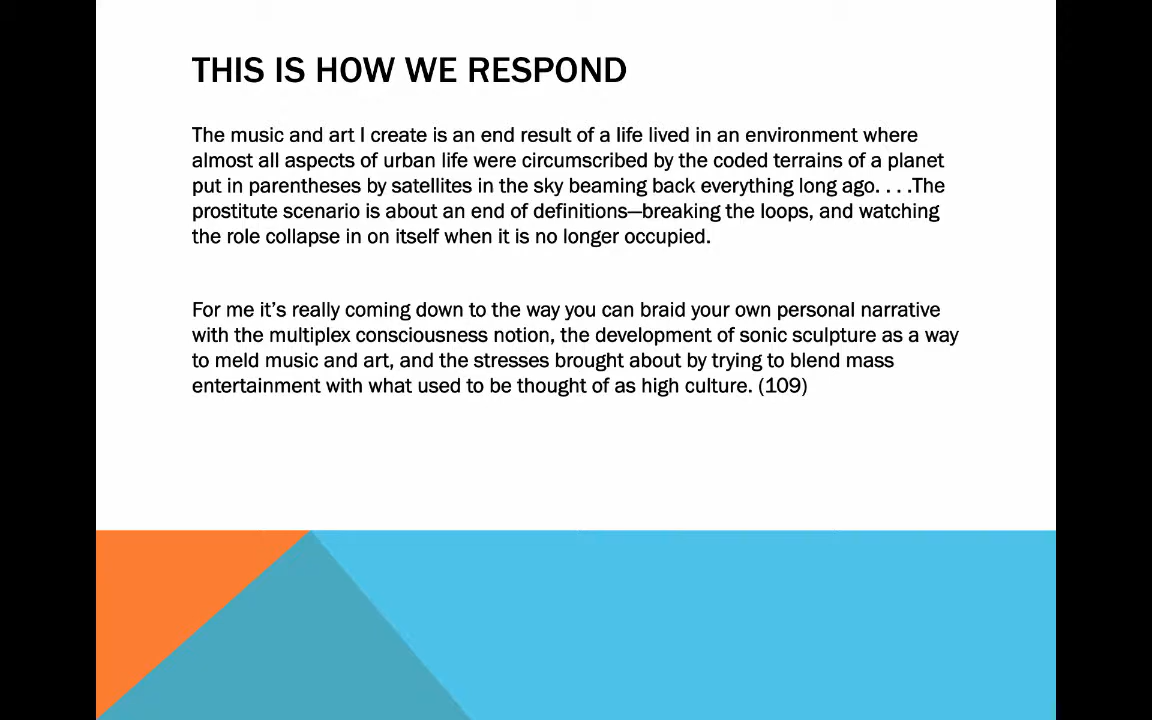 THIS IS HOW WE RESPOND
The music and art I create is an end result of a life lived in an environment where
almost all aspects of urban life were circumscribed by the coded terrains of a planet
put in parentheses by satellites in the sky beaming back everything long ago. . . .The
prostitute scenario is about an end of definitions—breaking the loops, and watching
the role collapse in on itself when it is no longer occupied.
For me it’s really coming down to the way you can braid your own personal narrative
with the multiplex consciousness notion, the development of sonic sculpture as a way
to meld music and art, and the stresses brought about by trying to blend mass
entertainment with what used to be thought of as high culture. (109)